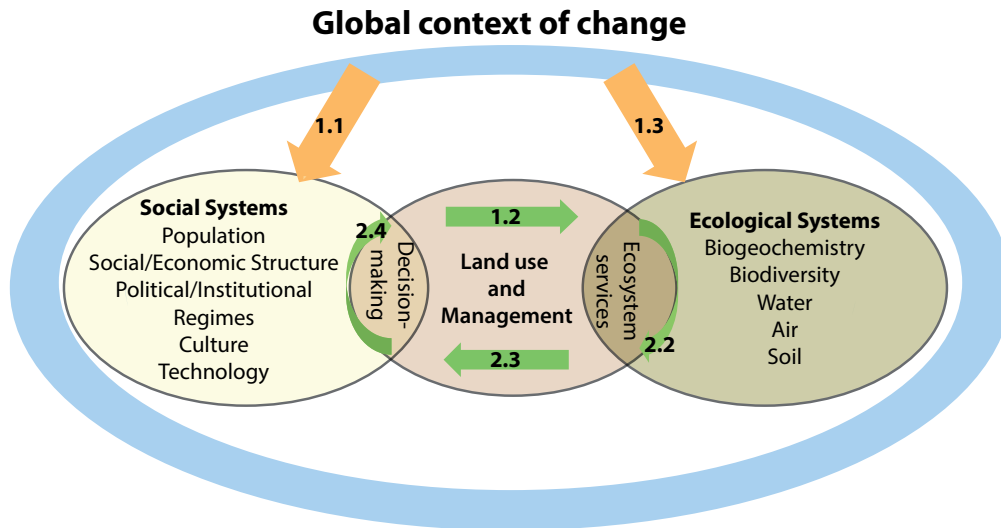 Global context of change
1.1
1.3
Social Systems
Population
Social/Economic Structure
Political/Institutional
Regimes
Culture
Technology
2.4
Decision-
making
1.2
Land use
and
Management
2.3
Ecosystem
services
2.2
Ecological Systems
Biogeochemistry
Biodiversity
Water
Air
Soil